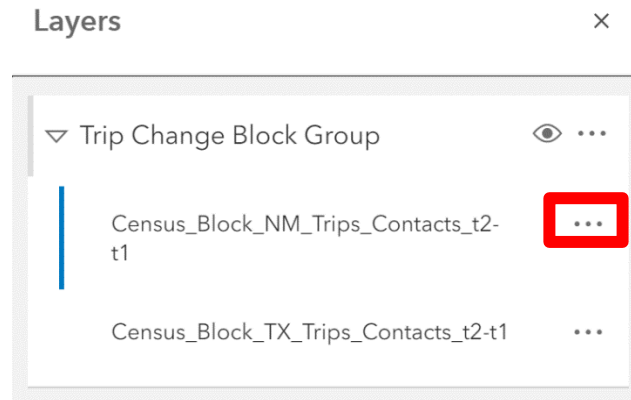 Layers
Trip Change Block Group
Census_Block_NM_Trips_Contacts_t2-
t1
Census_Block_TX_Trips_Contacts_t2-t1